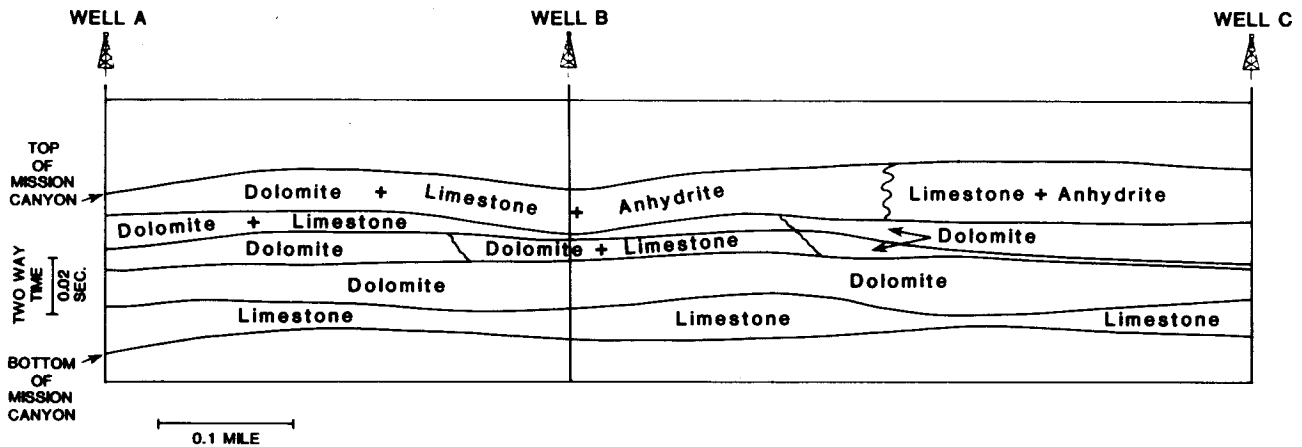 WELL A
WELL B
WELL C
TOP
OF
MISSION
CANYON
Dolomite + Limestone + Anhydrite
Limestone + Anhydrite
Dolomite + Limestone
Dolomite
Dolomite + Limestone
Dolomite
TWO WAY
TIME
0.02
SEC.
Dolomite
Dolomite
Limestone
Limestone
Limestone
BOTTOM
OF
MISSION
CANYON
0.1 MILE